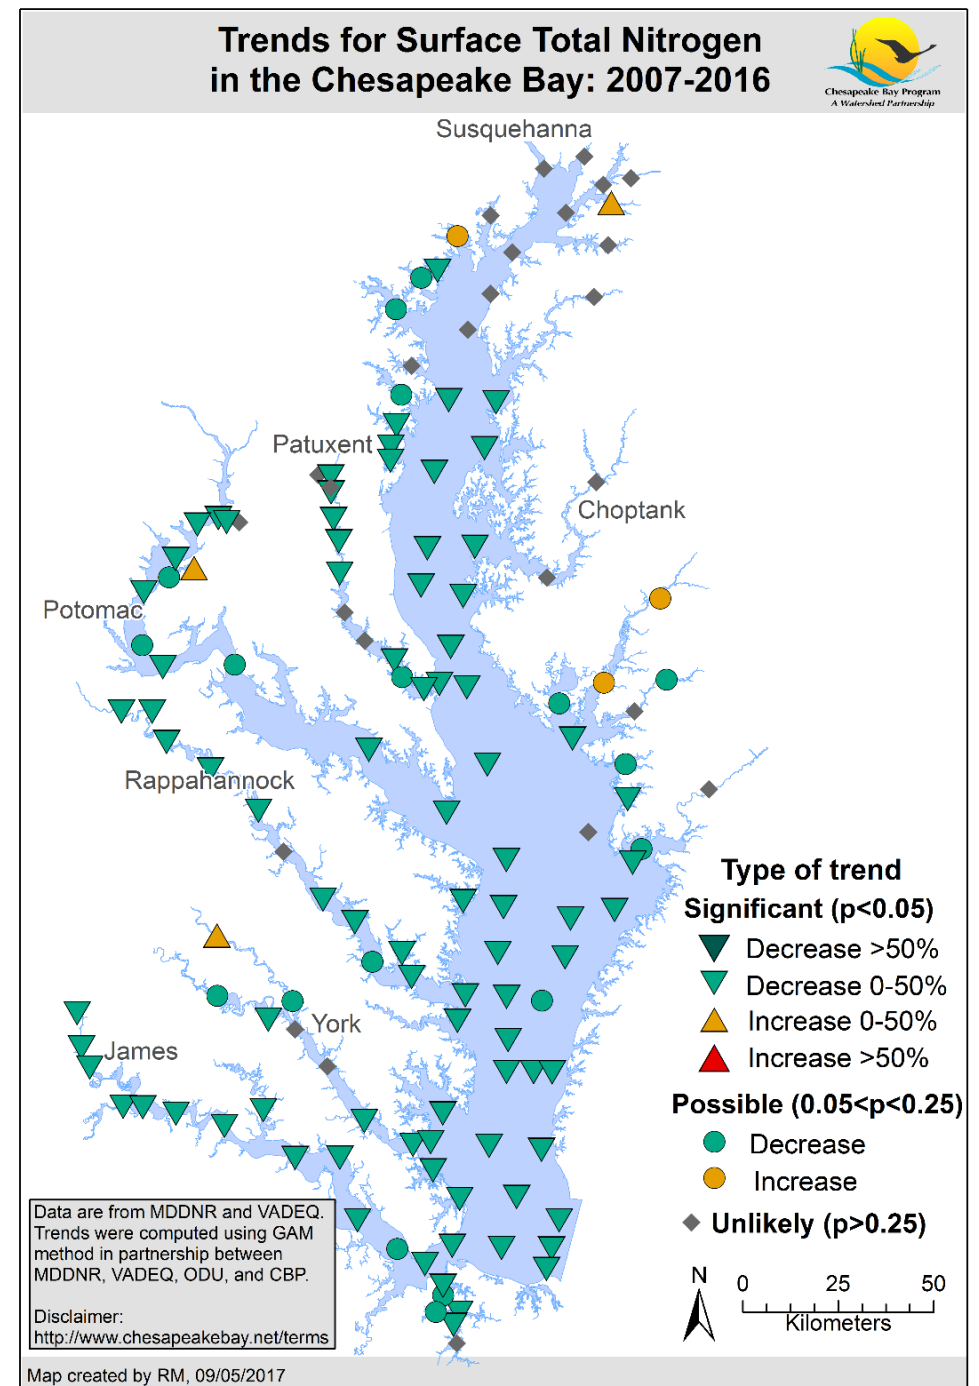 Trends for Surface Total Nitrogen
in the Chesapeake Bay: 2007-2016
Chesapeake Bay Program
A Watershed Partnership
Susquehanna
Patuxent
Choptank
Potomac
Rappahannock
York
James
Type of trend
Significant (p<0.05)
Decrease >50%
Decrease 0-50%
Increase 0-50%
Increase >50%
Possible (0.05<p<0.25)
Decrease
Increase
Unlikely (p>0.25)
N
0 25 50
Kilometers
Data are from MDDNR and VADEQ.
Trends were computed using GAM
method in partnership between
MDDNR, VADEQ, ODU, and CBP.
Disclaimer:
http://www.chesapeakebay.net/terms
Map created by RM, 09/05/2017